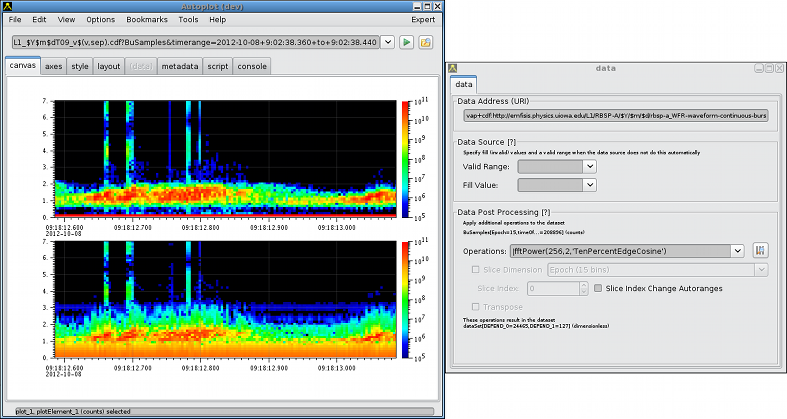 Autoplot (dev)
File Edit View Options Bookmarks Tools Help Expert
L1_$Y$m$dT09_v$(v,sep).cdf?BuSamples&timerange=2012-10-08+9:02:38.360+to+9:02:38.440
canvas axes style layout (data) metadata script console
7.
6.
5.
4.
3.
2.
1.
0.
10^11
10^10
10^9
10^8
10^7
10^6
10^5
09:18:12.600 09:18:12.700 09:18:12.800 09:18:12.900 09:18:13.000
2012-10-08
7.
6.
5.
4.
3.
2.
1.
0.
10^11
10^10
10^9
10^8
10^7
10^6
10^5
09:18:12.600 09:18:12.700 09:18:12.800 09:18:12.900 09:18:13.000
2012-10-08
plot_1, plotElement_1 (counts) selected
data
data
Data Address (URI)
vap+cdf:http://emfisis.physics.uiowa.edu/L1/RBSP-A/$Y/$m/$d/rbsp-a_WFR-waveform-continuous-burs
Data Source [?]
Specify fill (invalid) values and a valid range when the data source does not do this automatically
Valid Range:
Fill Value:
Data Post Processing [?]
Apply additional operations to the dataset
BuSamples[Epoch=15,timeOf...=208896] (counts)
Operations: |fftPower(256,2,'TenPercentEdgeCosine')
Slice Dimension Epoch (15 bins)
Slice Index: 0 Slice Index Change Autoranges
Transpose
These operations result in the dataset
dataSet[DEPEND_0=24465,DEPEND_1=127] (dimensionless)